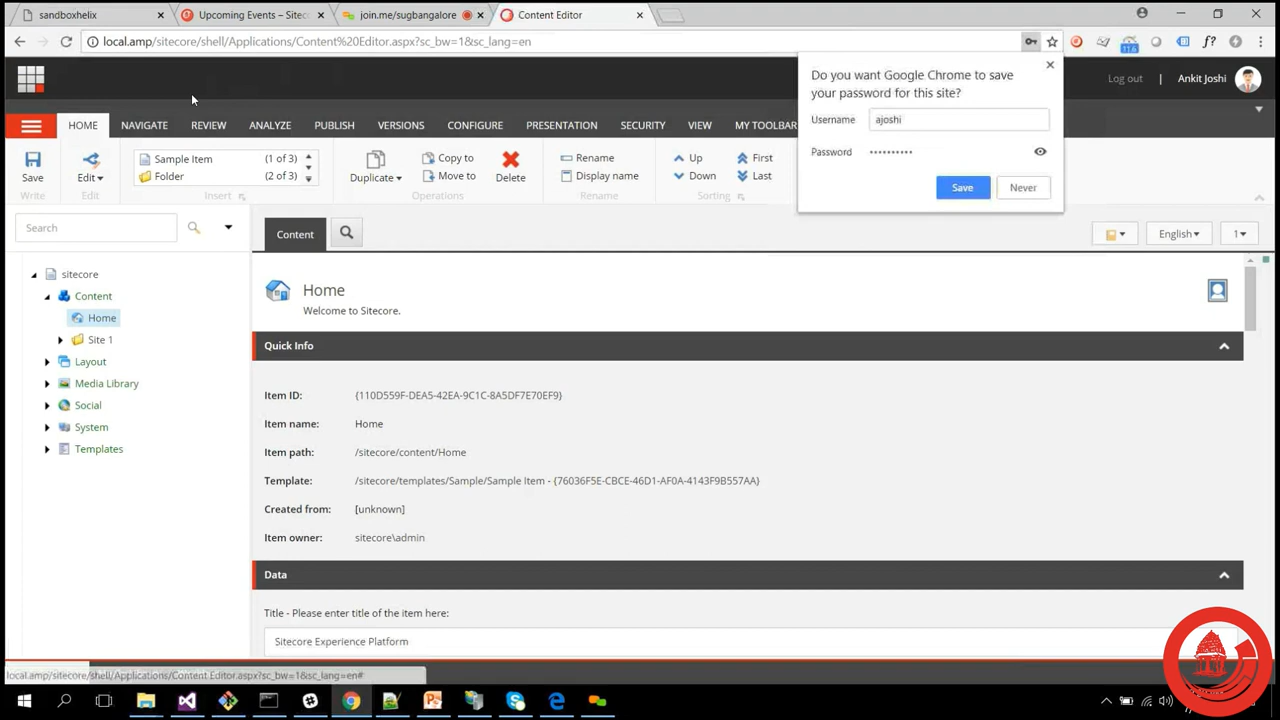 sandboxhelix
Upcoming Events – Sitec
join.me/sugbangalore
Content Editor
local.amp/sitecore/shell/Applications/Content%20Editor.aspx?sc_bw=1&sc_lang=en
f?
Do you want Google Chrome to save
your password for this site?
Username
ajoshi
Password
••••••••••
Save
Never
Log out
Ankit Joshi
HOME
NAVIGATE
REVIEW
ANALYZE
PUBLISH
VERSIONS
CONFIGURE
PRESENTATION
SECURITY
VIEW
MY TOOLBAR
Save
Write
Edit
Edit
Sample Item (1 of 3)
Folder (2 of 3)
Insert
Duplicate
Copy to
Move to
Delete
Operations
Rename
Display name
Rename
Up
Down
First
Last
Sorting
Search
Content
English
1
sitecore
Content
Home
Site 1
Layout
Media Library
Social
System
Templates
Home
Welcome to Sitecore.
Quick Info
Item ID: {110D559F-DEA5-42EA-9C1C-8A5DF7E70EF9}
Item name: Home
Item path: /sitecore/content/Home
Template: /sitecore/templates/Sample/Sample Item - {76036F5E-CBCE-46D1-AF0A-4143F9B557AA}
Created from: [unknown]
Item owner: sitecore\admin
Data
Title - Please enter title of the item here:
Sitecore Experience Platform
local.amp/sitecore/shell/Applications/Content Editor.aspx?sc_bw=1&sc_lang=en#